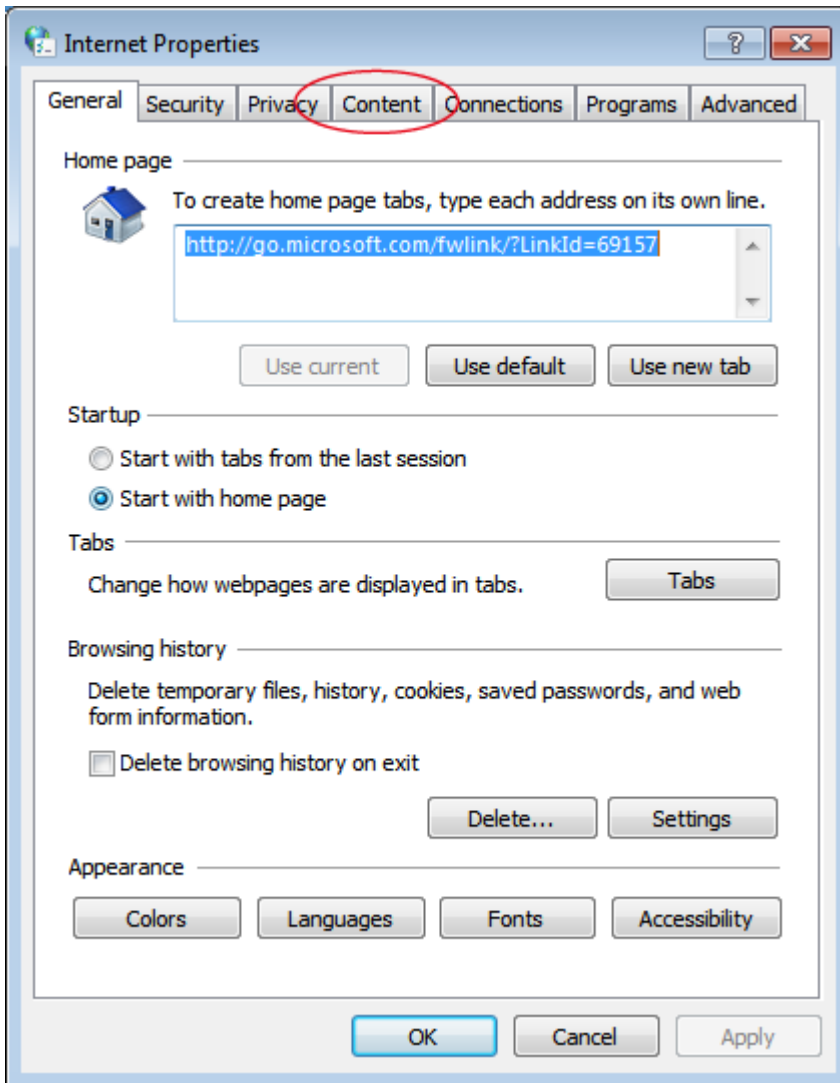 Internet Properties
General Security Privacy Content Connections Programs Advanced
Home page
To create home page tabs, type each address on its own line.
http://go.microsoft.com/fwlink/?LinkId=69157
Use current Use default Use new tab
Startup
Start with tabs from the last session
Start with home page
Tabs
Change how webpages are displayed in tabs. Tabs
Browsing history
Delete temporary files, history, cookies, saved passwords, and web
form information.
Delete browsing history on exit
Delete... Settings
Appearance
Colors Languages Fonts Accessibility
OK Cancel Apply